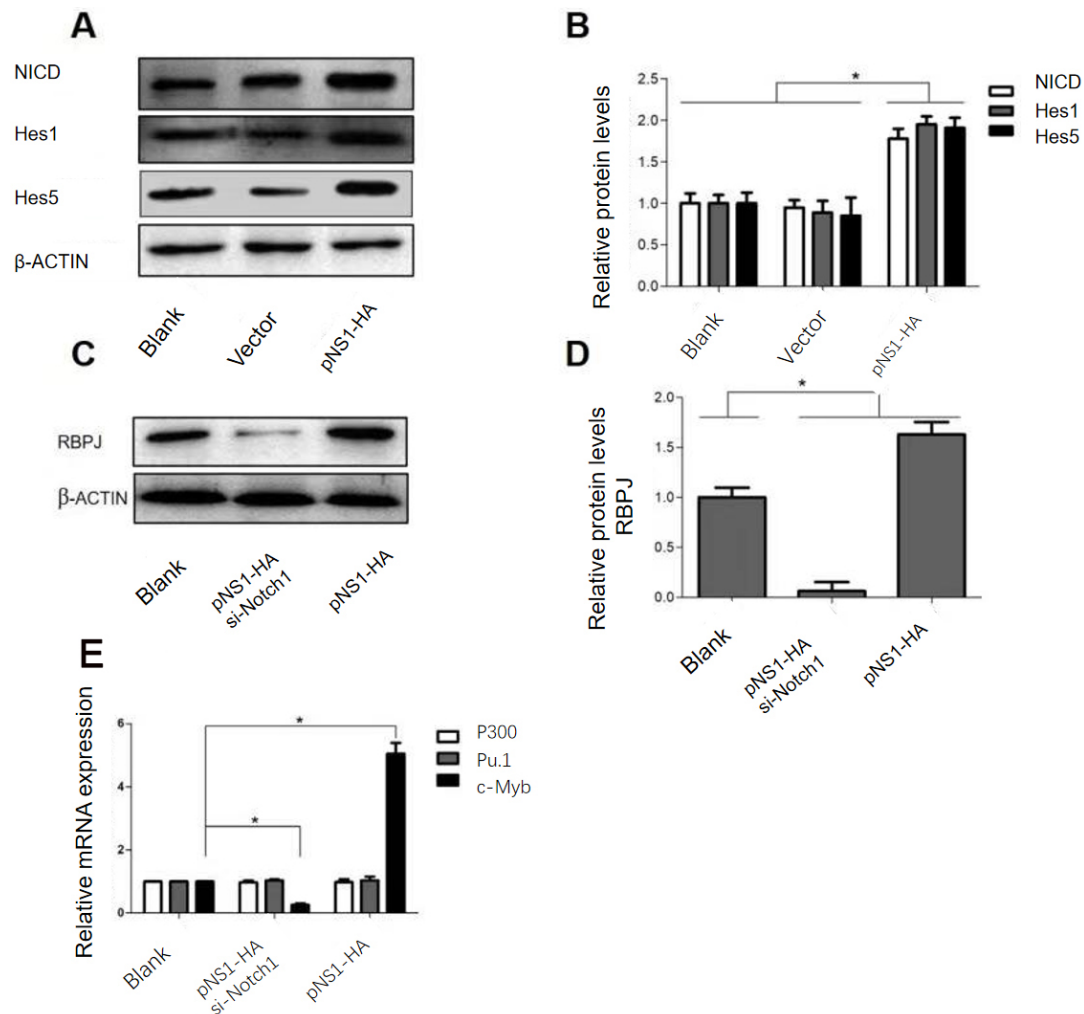 A
NICD
Hes1
Hes5
β-ACTIN
Blank
Vector
pNS1-HA
B
Relative protein levels
2.5
2.0
1.5
1.0
0.5
0.0
*
NICD
Hes1
Hes5
Blank
Vector
pNS1-HA
C
RBPJ
β-ACTIN
Blank
pNS1-HA
si-Notch1
pNS1-HA
D
Relative protein levels
RBPJ
2.0
1.5
1.0
0.5
0.0
*
Blank
pNS1-HA
si-Notch1
pNS1-HA
E
Relative mRNA expression
6
4
2
0
*
*
P300
Pu.1
c-Myb
Blank
pNS1-HA
si-Notch1
pNS1-HA